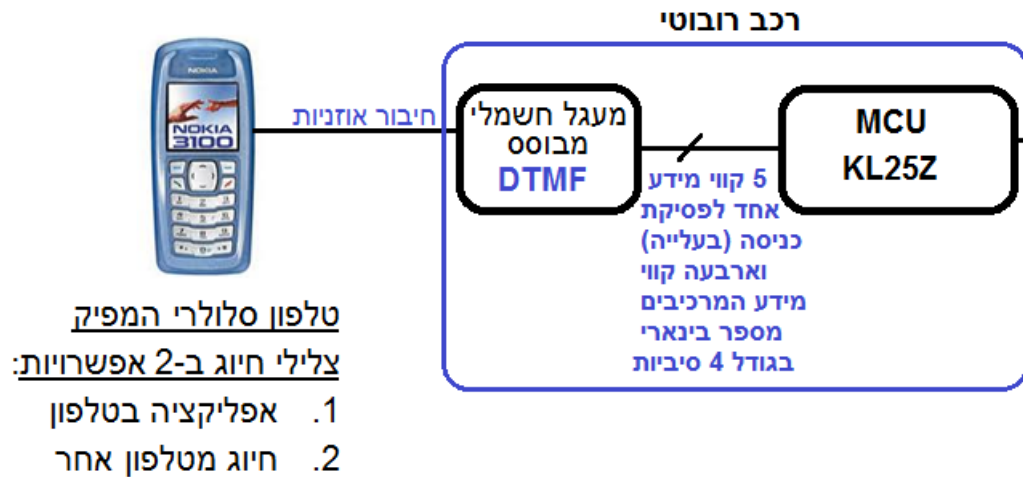 רכב רובוטי
NOKIA
NOKIA
3100
חיבור אוזניות
מעגל חשמלי
מבוסס
DTMF
5 קווי מידע
אחד לפסיקת
כניסה (בעלייה)
וארבעה קווי
מידע המרכיבים
מספר בינארי
בגודל 4 סיביות
MCU
KL25Z
טלפון סלולרי המפיק
צלילי חיוג ב-2 אפשרויות:
1. אפליקציה בטלפון
2. חיוג מטלפון אחר